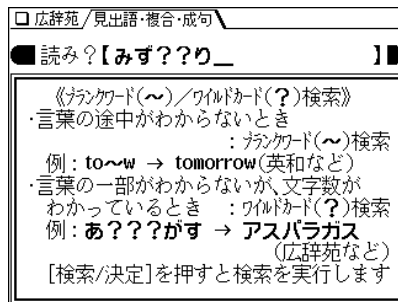 広辞苑/見出語・複合・成句
読み?【みず??り_ 】
《ブランクワード(〜)/ワイルドカード(?)検索》
・言葉の途中がわからないとき
:ブランクワード(〜)検索
例:to〜w → tomorrow(英和など)
・言葉の一部がわからないが、文字数が
わかっているとき :ワイルドカード(?)検索
例:あ???がす → アスパラガス
(広辞苑など)
[検索/決定]を押すと検索を実行します